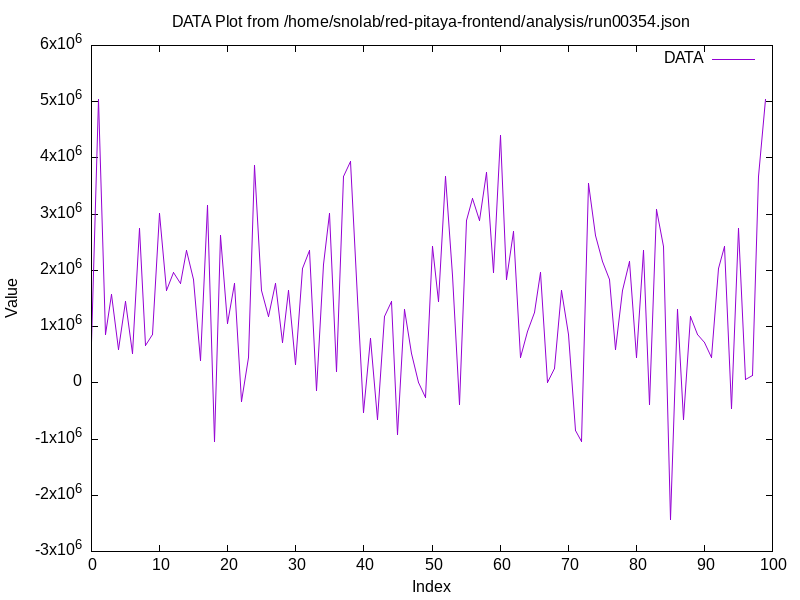 DATA Plot from /home/snolab/red-pitaya-frontend/analysis/run00354.json
DATA
6x10^6
5x10^6
4x10^6
3x10^6
2x10^6
1x10^6
0
-1x10^6
-2x10^6
-3x10^6
Value
0 10 20 30 40 50 60 70 80 90 100
Index